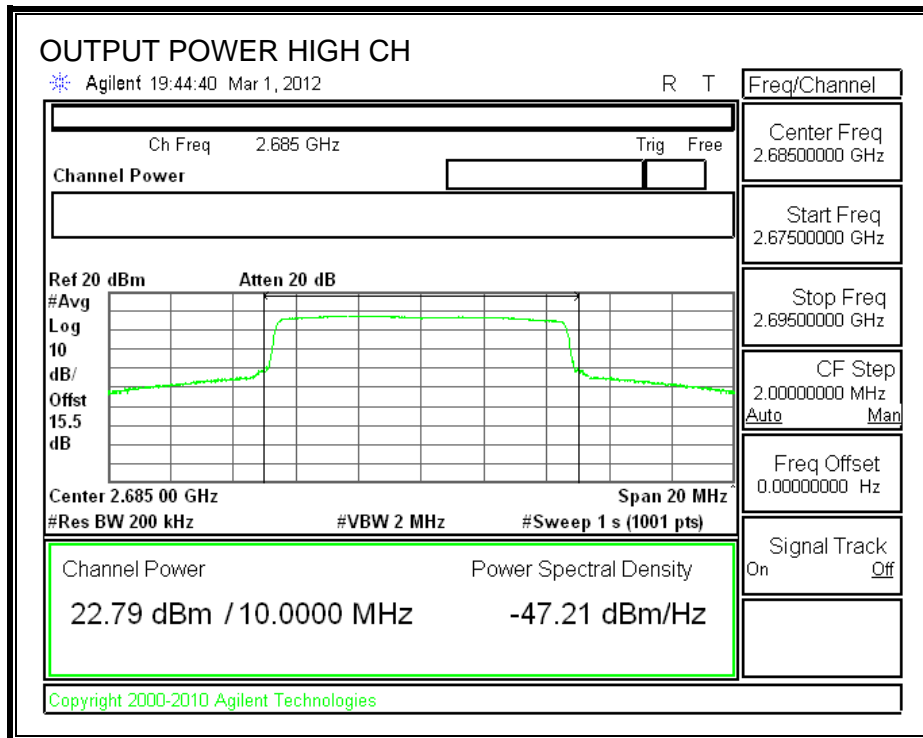 OUTPUT POWER HIGH CH
Agilent 19:44:40 Mar 1, 2012 R T
Freq/Channel
Ch Freq 2.685 GHz Trig Free
Channel Power
Center Freq
2.68500000 GHz
Start Freq
2.67500000 GHz
Stop Freq
2.69500000 GHz
CF Step
2.00000000 MHz
Auto Man
Freq Offset
0.00000000 Hz
Signal Track
On Off
Ref 20 dBm Atten 20 dB
#Avg
Log
10
dB/
Offst
15.5
dB
Center 2.685 00 GHz Span 20 MHz^
#Res BW 200 kHz #VBW 2 MHz #Sweep 1 s (1001 pts)
Channel Power Power Spectral Density
22.79 dBm / 10.0000 MHz -47.21 dBm/Hz
Copyright 2000-2010 Agilent Technologies